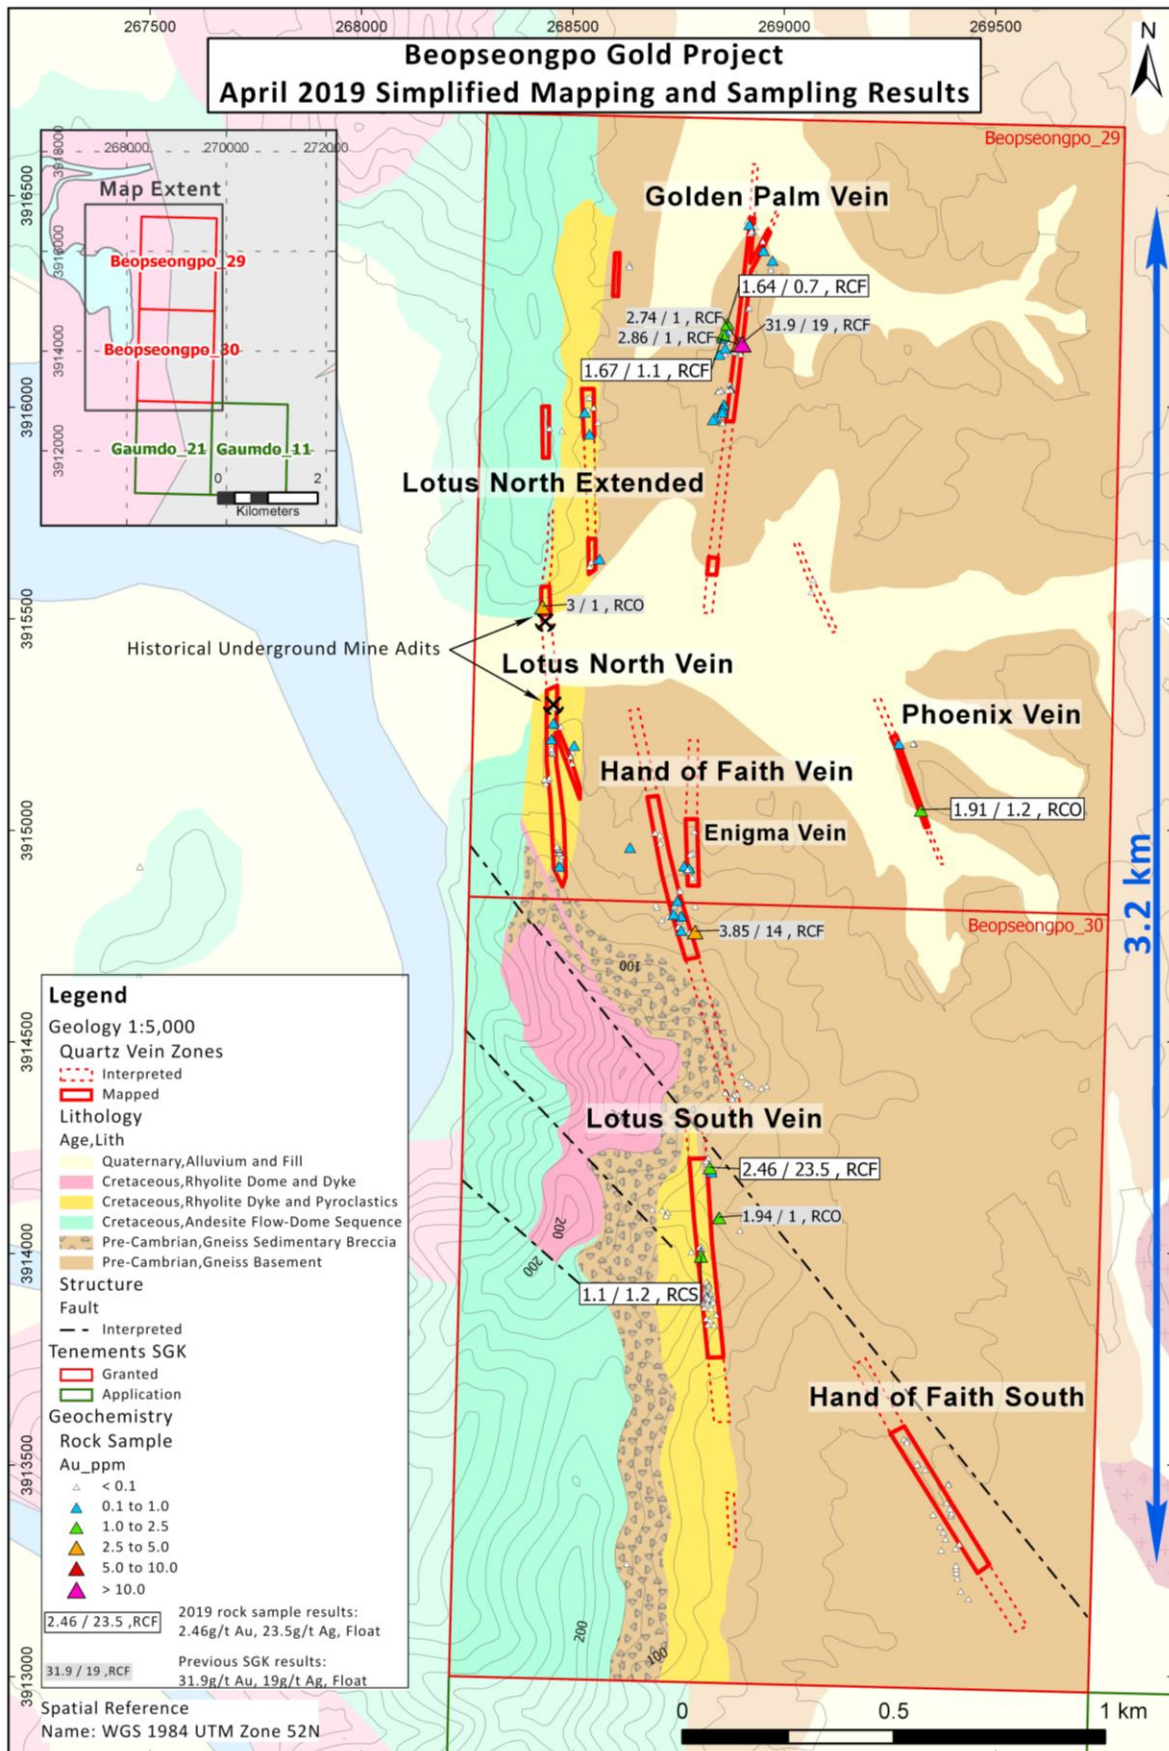 267500
268000
268500
269000
269500
Beopseongpo Gold Project
April 2019 Simplified Mapping and Sampling Results
N
Beopseongpo_29
3918000
3916000
3914000
3912000
268000
270000
272000
Map Extent
Beopseongpo_29
Beopseongpo_30
Gaumdo_21
Gaumdo_11
0
2
Kilometers
3916500
3916000
3915500
3915000
3914500
3914000
3913500
3913000
Golden Palm Vein
1.64 / 0.7 , RCF
2.74 / 1 , RCF
31.9 / 19 , RCF
2.86 / 1 , RCF
1.67 / 1.1 , RCF
Lotus North Extended
3 / 1 , RCO
Historical Underground Mine Adits
Lotus North Vein
Phoenix Vein
Hand of Faith Vein
1.91 / 1.2 , RCO
Enigma Vein
Beopseongpo_30
3.85 / 14 , RCF
3.2 km
100
Lotus South Vein
2.46 / 23.5 , RCF
1.94 / 1 , RCO
200
200
1.1 / 1.2 , RCS
Hand of Faith South
200
100
Legend
Geology 1:5,000
Quartz Vein Zones
Interpreted
Mapped
Lithology
Age,Lith
Quaternary,Alluvium and Fill
Cretaceous,Rhyolite Dome and Dyke
Cretaceous,Rhyolite Dyke and Pyroclastics
Cretaceous,Andesite Flow-Dome Sequence
Pre-Cambrian,Gneiss Sedimentary Breccia
Pre-Cambrian,Gneiss Basement
Structure
Fault
Interpreted
Tenements SGK
Granted
Application
Geochemistry
Rock Sample
Au_ppm
< 0.1
0.1 to 1.0
1.0 to 2.5
2.5 to 5.0
5.0 to 10.0
> 10.0
2.46 / 23.5 ,RCF
2019 rock sample results:
2.46g/t Au, 23.5g/t Ag, Float
31.9 / 19 ,RCF
Previous SGK results:
31.9g/t Au, 19g/t Ag, Float
Spatial Reference
Name: WGS 1984 UTM Zone 52N
0
0.5
1 km